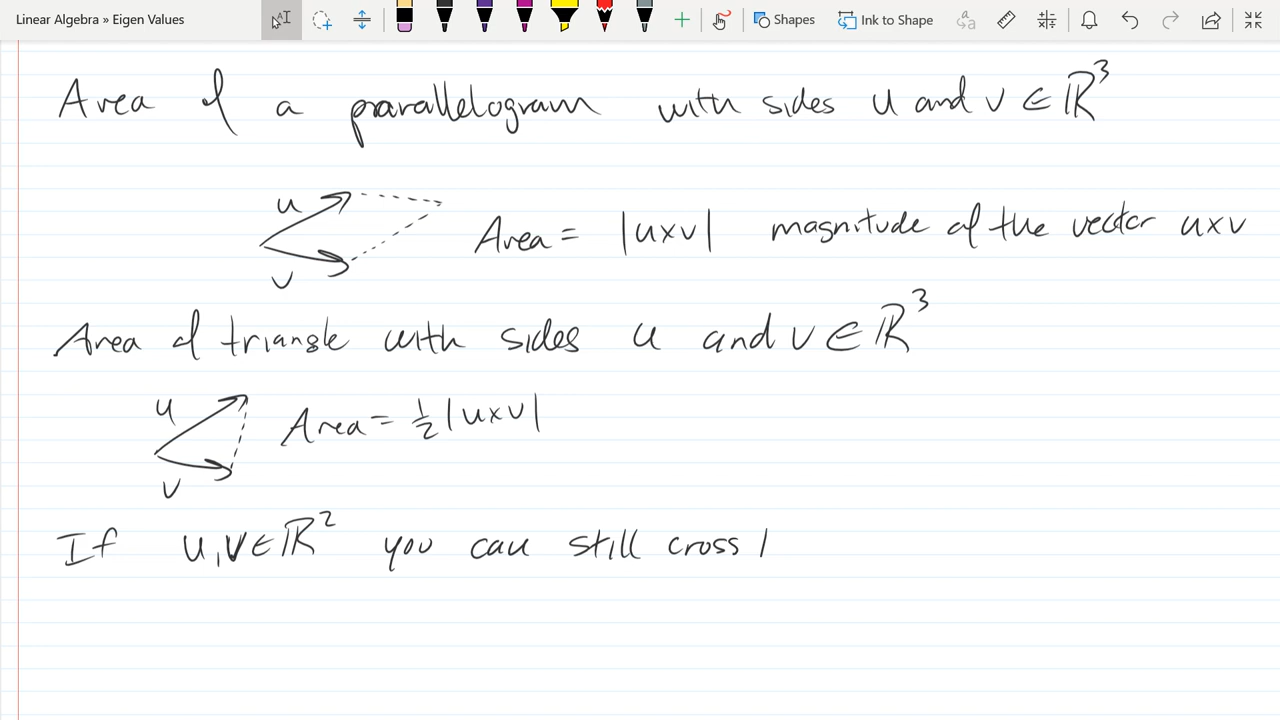 Linear Algebra » Eigen Values
Shapes
Ink to Shape
Area of a parallelogram with sides u and v ∈ ℝ³
u
v
Area = |u×v| magnitude of the vector u×v
Area of triangle with sides u and v ∈ ℝ³
u
v
Area = ½|u×v|
If u, v ∈ ℝ² you can still cross